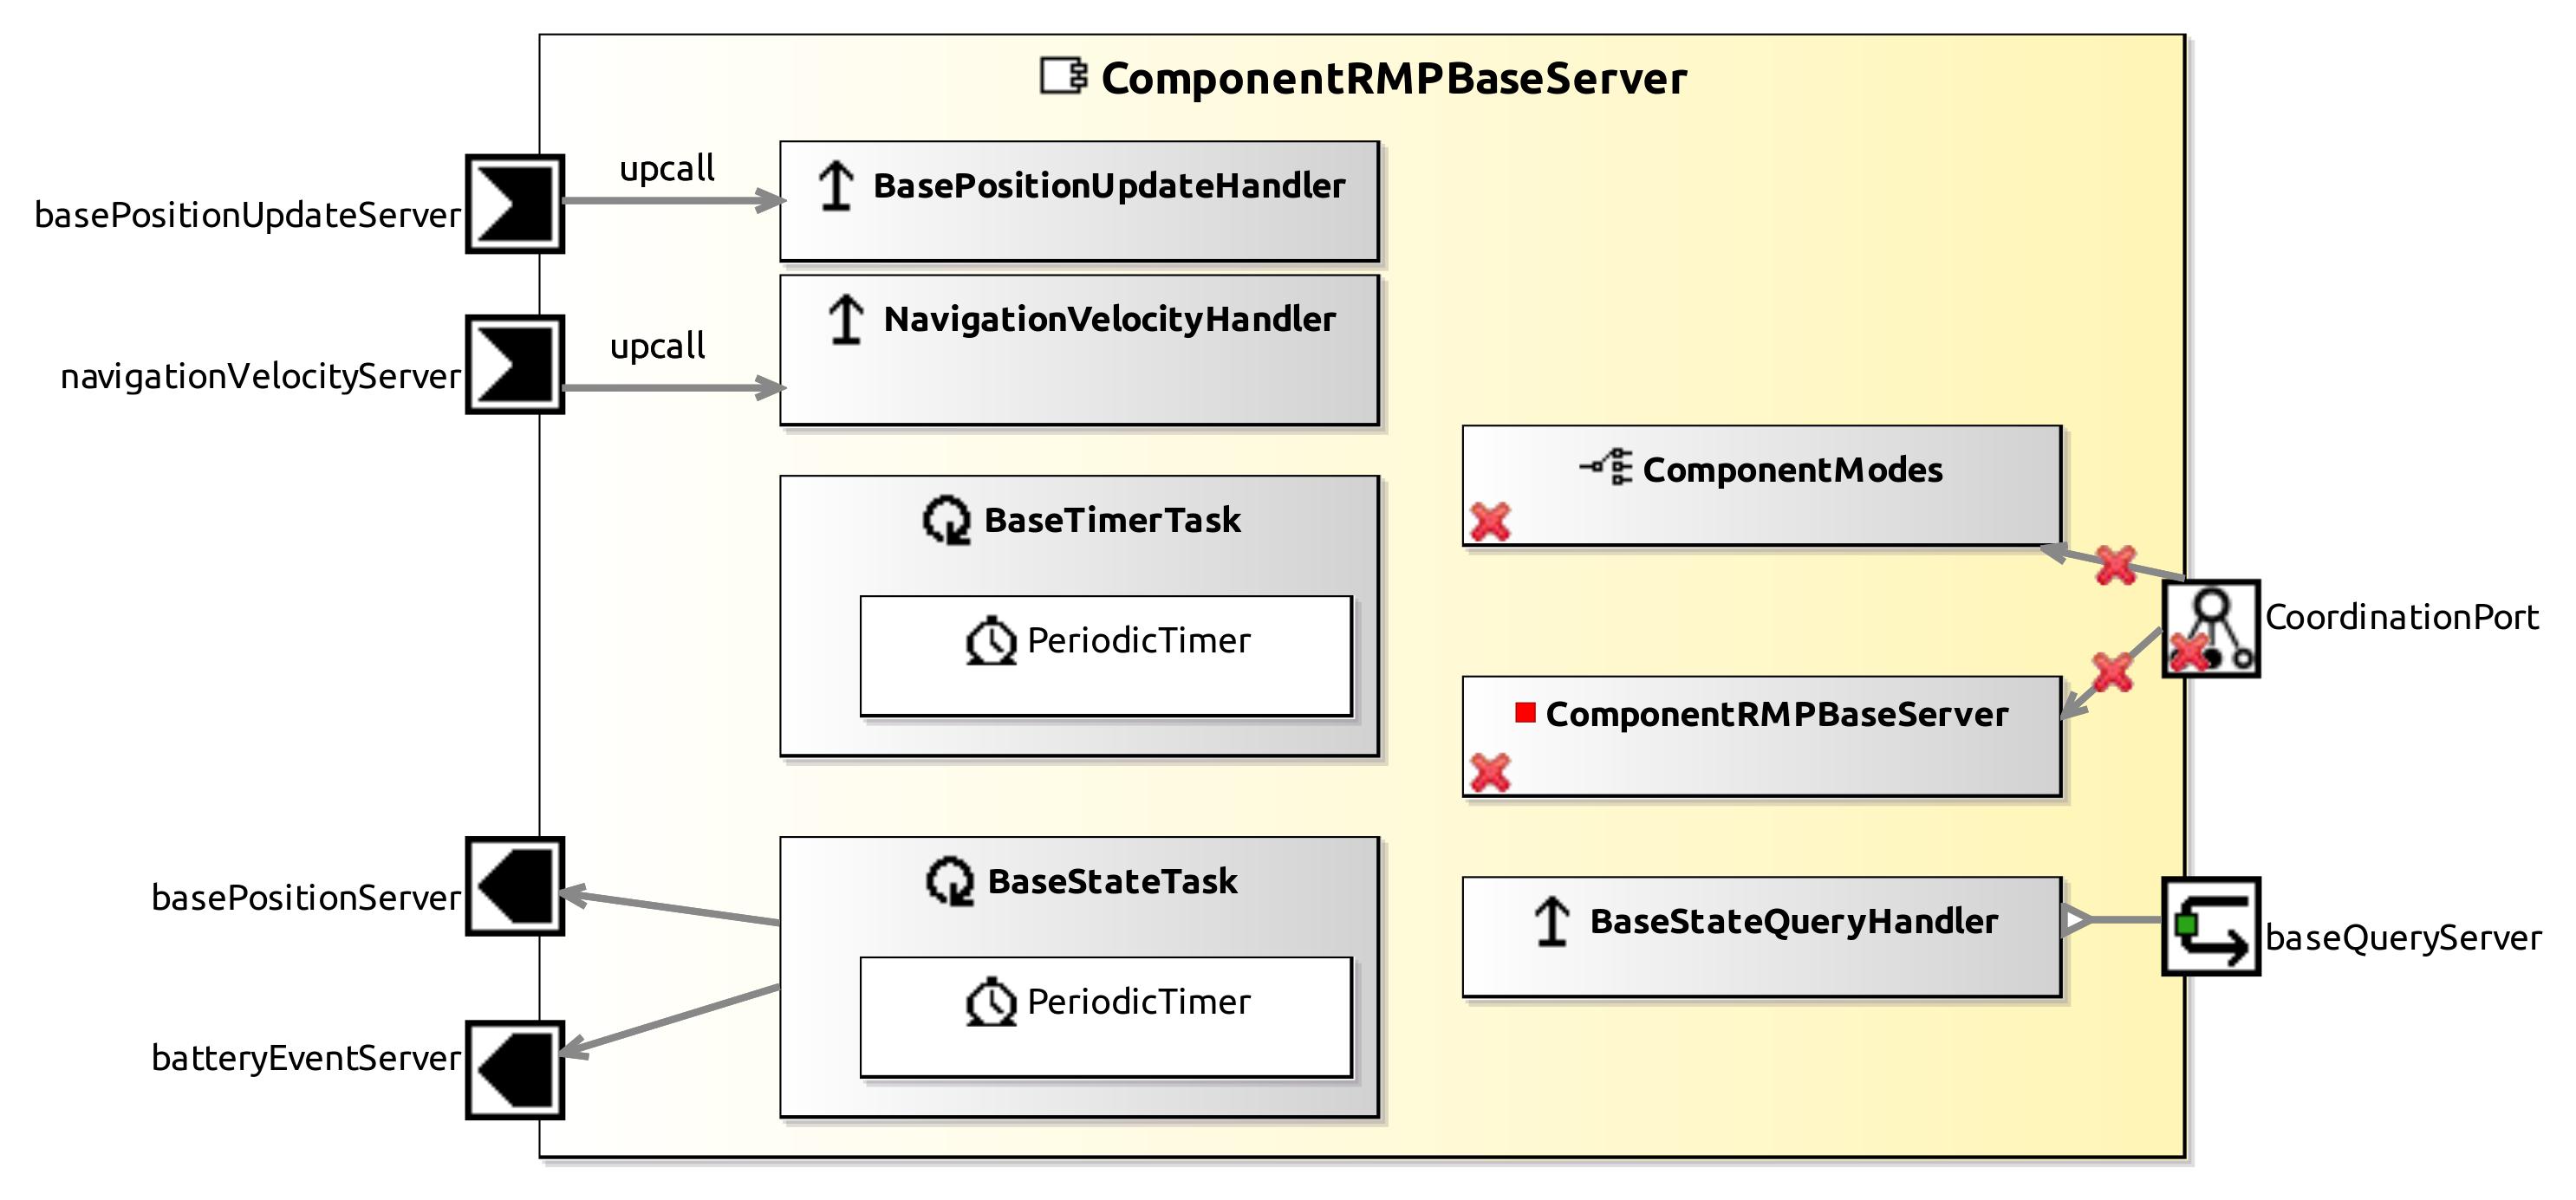 ComponentRMPBaseServer
upcall
BasePositionUpdateHandler
basePositionUpdateServer
NavigationVelocityHandler
upcall
navigationVelocityServer
ComponentModes
BaseTimerTask
CoordinationPort
PeriodicTimer
ComponentRMPBaseServer
BaseStateTask
basePositionServer
BaseStateQueryHandler
baseQueryServer
PeriodicTimer
batteryEventServer